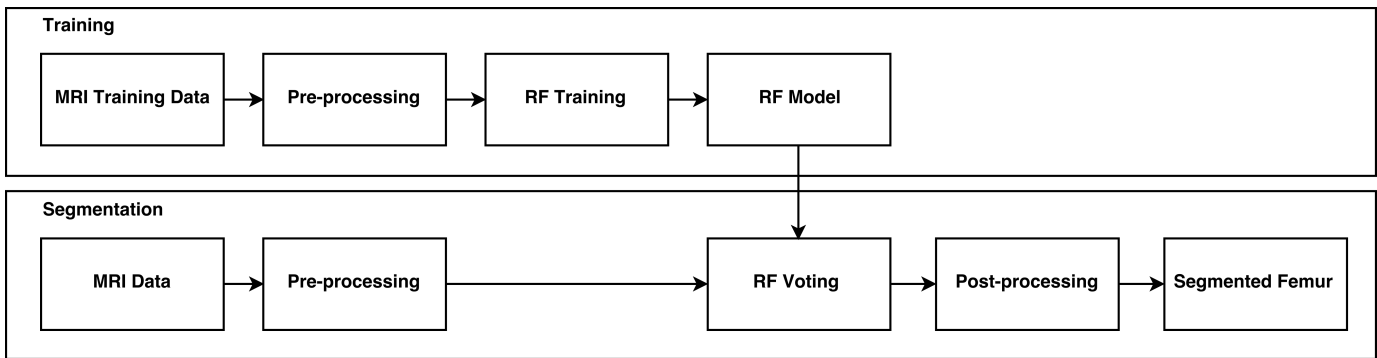 Training
MRI Training Data
Pre-processing
RF Training
RF Model
Segmentation
MRI Data
Pre-processing
RF Voting
Post-processing
Segmented Femur